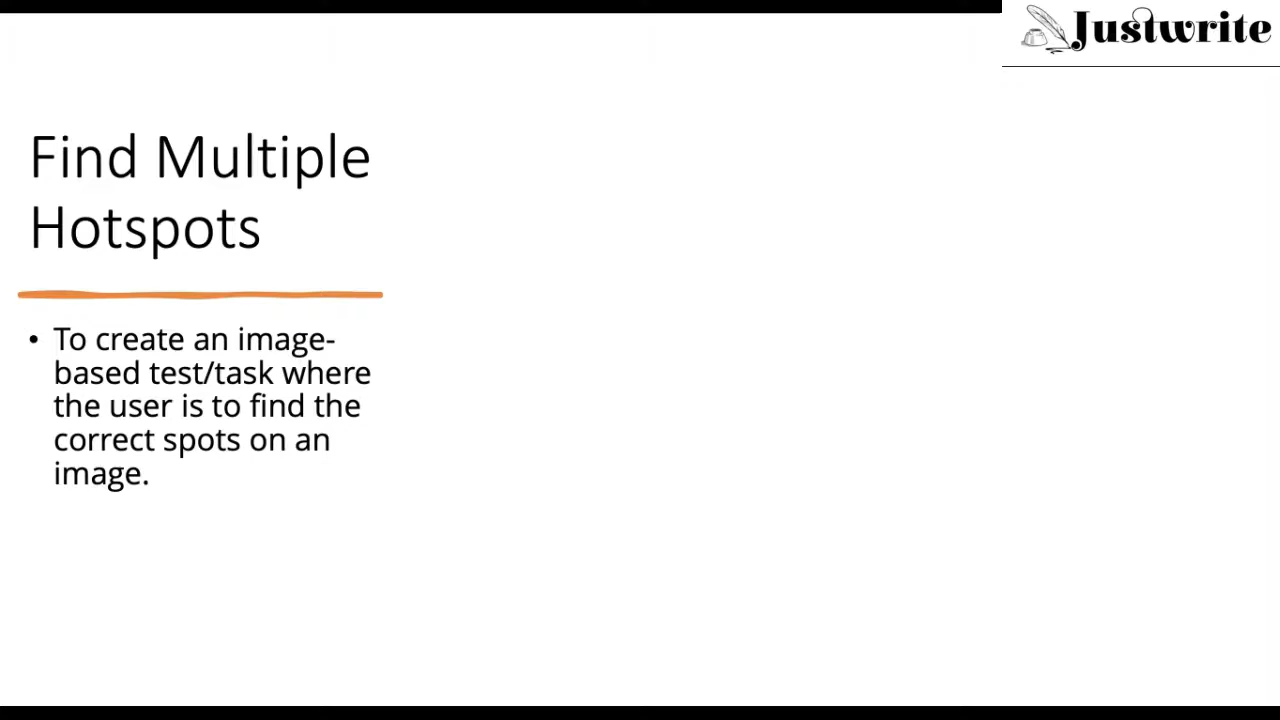 Justwrite
Find Multiple
Hotspots
• To create an image-
based test/task where
the user is to find the
correct spots on an
image.